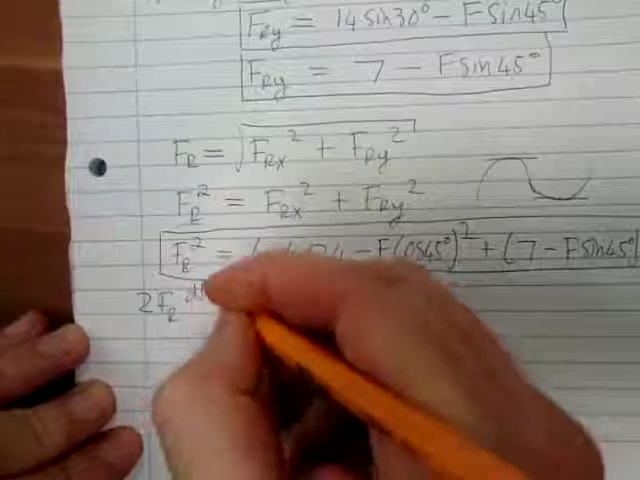 F_Ry = 14 sin30° - F sin45°
F_Ry = 7 - F sin45°
F_R = √(F_Rx² + F_Ry²)
F_R² = F_Rx² + F_Ry²
F_R² = ( - F cos45°)² + (7 - F sin45°
2F_R